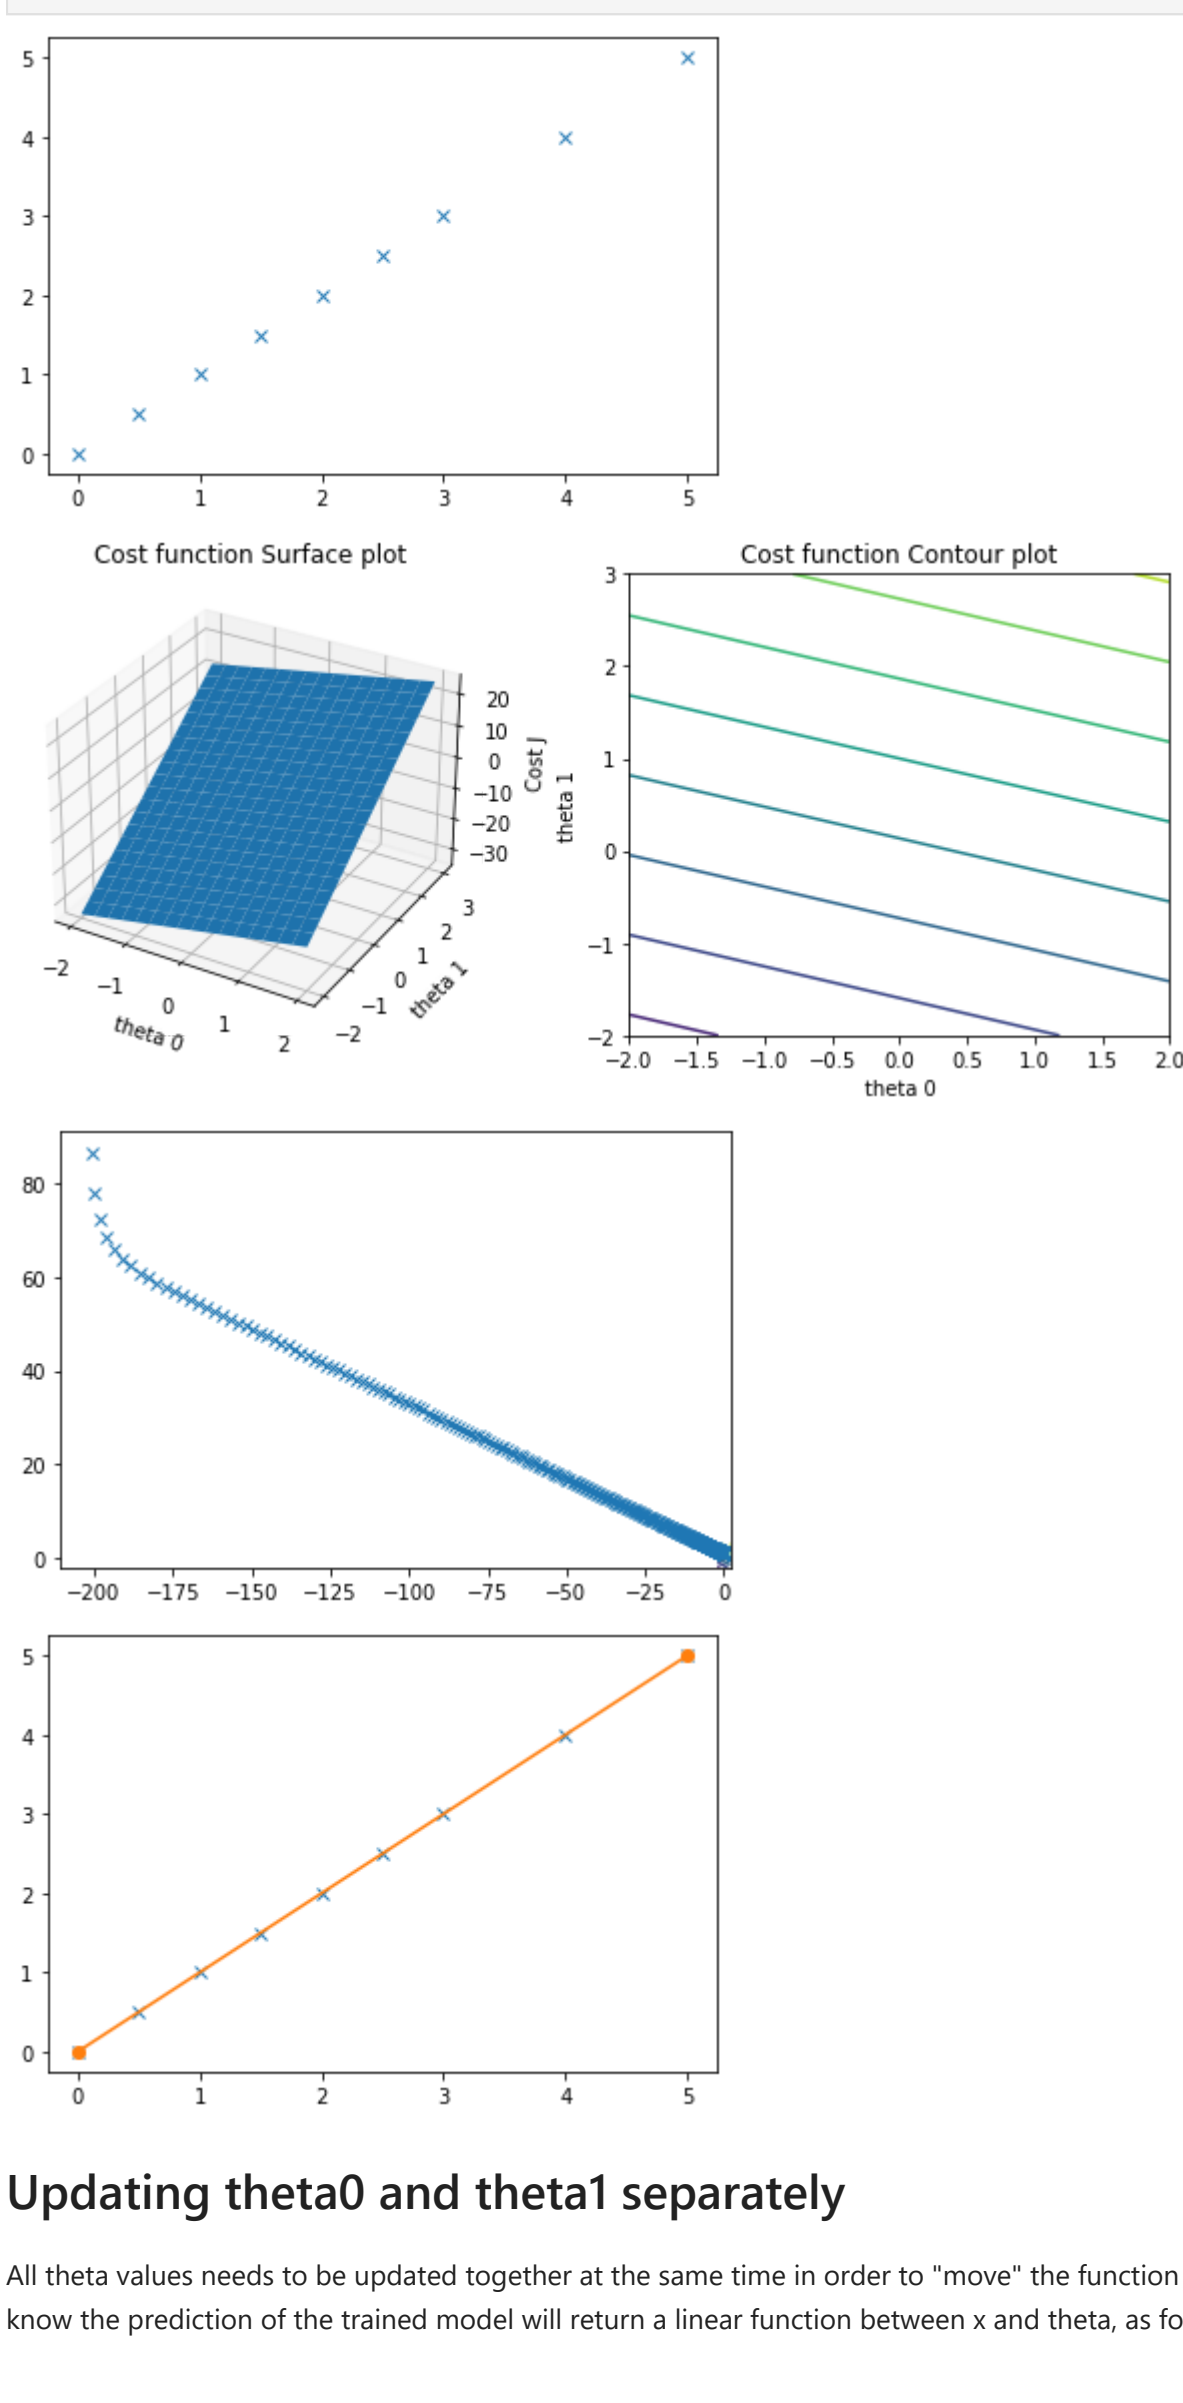 5
4
3
2
1
0
0 1 2 3 4 5
Cost function Surface plot
20
10
0
−10
−20
−30
Cost J
3
2
1
0
−1
−2
theta 1
−2
−1
0
1
2
theta 0
Cost function Contour plot
3
2
1
0
−1
−2
theta 1
−2.0 −1.5 −1.0 −0.5 0.0 0.5 1.0 1.5 2.0
theta 0
80
60
40
20
0
−200 −175 −150 −125 −100 −75 −50 −25 0
5
4
3
2
1
0
0 1 2 3 4 5
Updating theta0 and theta1 separately
All theta values needs to be updated together at the same time in order to "move" the function
know the prediction of the trained model will return a linear function between x and theta, as fo